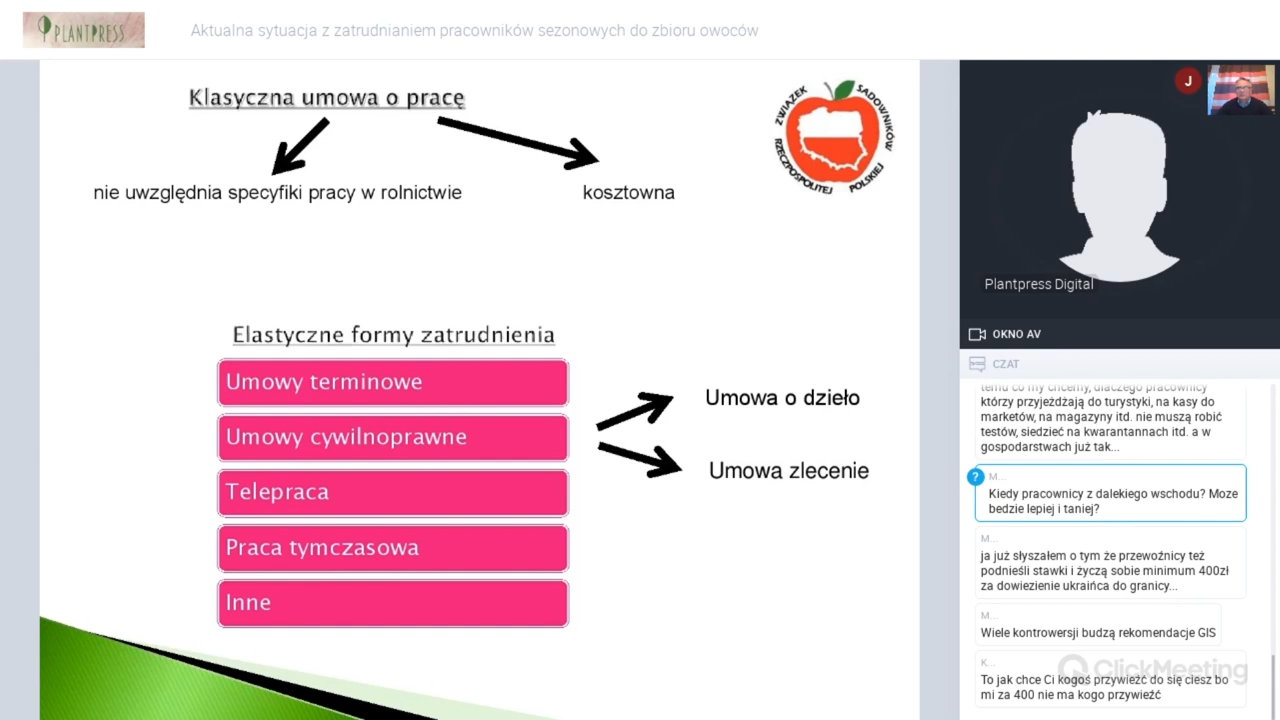 PLANTPRESS
Aktualna sytuacja z zatrudnianiem pracowników sezonowych do zbioru owoców
Klasyczna umowa o pracę
nie uwzględnia specyfiki pracy w rolnictwie
kosztowna
ZWIĄZEK SADOWNIKÓW
RZECZPOSPOLITEJ POLSKIEJ
Elastyczne formy zatrudnienia
Umowy terminowe
Umowy cywilnoprawne
Telepraca
Praca tymczasowa
Inne
Umowa o dzieło
Umowa zlecenie
J
Plantpress Digital
OKNO AV
CZAT
temu co my chcemy, dlaczego pracownicy
którzy przyjeżdżają do turystyki, na kasy do
marketów, na magazyny itd. nie muszą robić
testów, siedzieć na kwarantannach itd. a w
gospodarstwach już tak...
?
M...
Kiedy pracownicy z dalekiego wschodu? Moze
bedzie lepiej i taniej?
M...
ja już słyszałem o tym że przewoźnicy też
podnieśli stawki i życzą sobie minimum 400zł
za dowiezienie ukraińca do granicy...
M...
Wiele kontrowersji budzą rekomendacje GIS
K...
To jak chce Ci kogoś przywieźć do się ciesz bo
mi za 400 nie ma kogo przywieźć
ClickMeeting